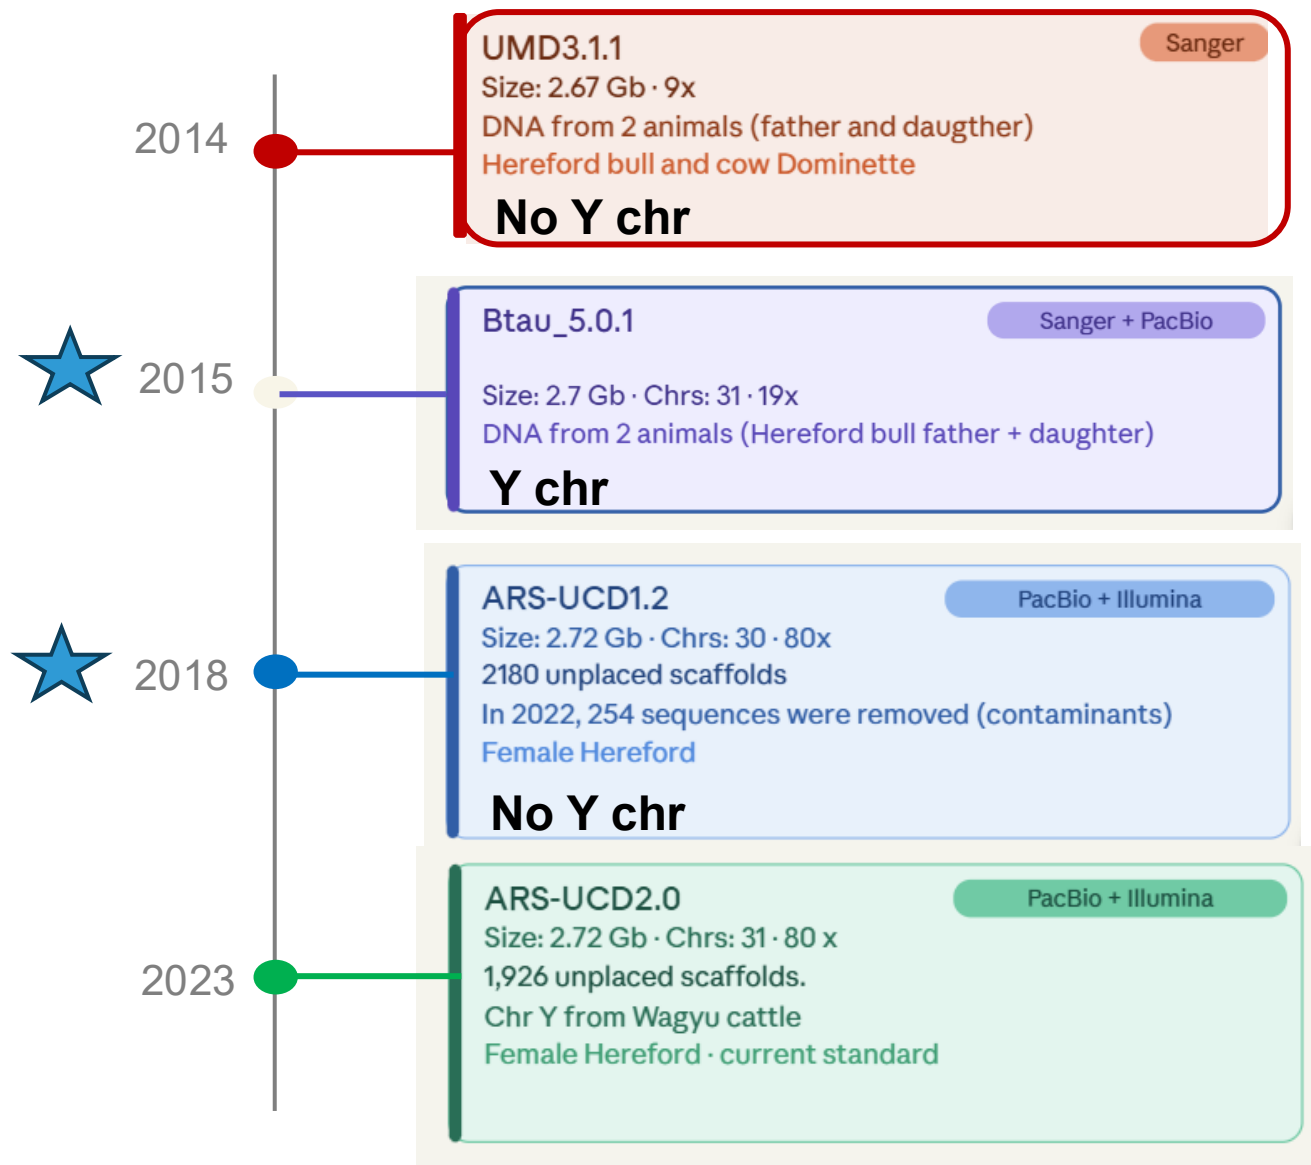 2014
UMD3.1.1
Sanger
Size: 2.67 Gb · 9x
DNA from 2 animals (father and daugther)
Hereford bull and cow Dominette
No Y chr
2015
Btau_5.0.1
Sanger + PacBio
Size: 2.7 Gb · Chrs: 31 · 19x
DNA from 2 animals (Hereford bull father + daughter)
Y chr
2018
ARS-UCD1.2
PacBio + Illumina
Size: 2.72 Gb · Chrs: 30 · 80x
2180 unplaced scaffolds
In 2022, 254 sequences were removed (contaminants)
Female Hereford
No Y chr
2023
ARS-UCD2.0
PacBio + Illumina
Size: 2.72 Gb · Chrs: 31 · 80 x
1,926 unplaced scaffolds.
Chr Y from Wagyu cattle
Female Hereford · current standard